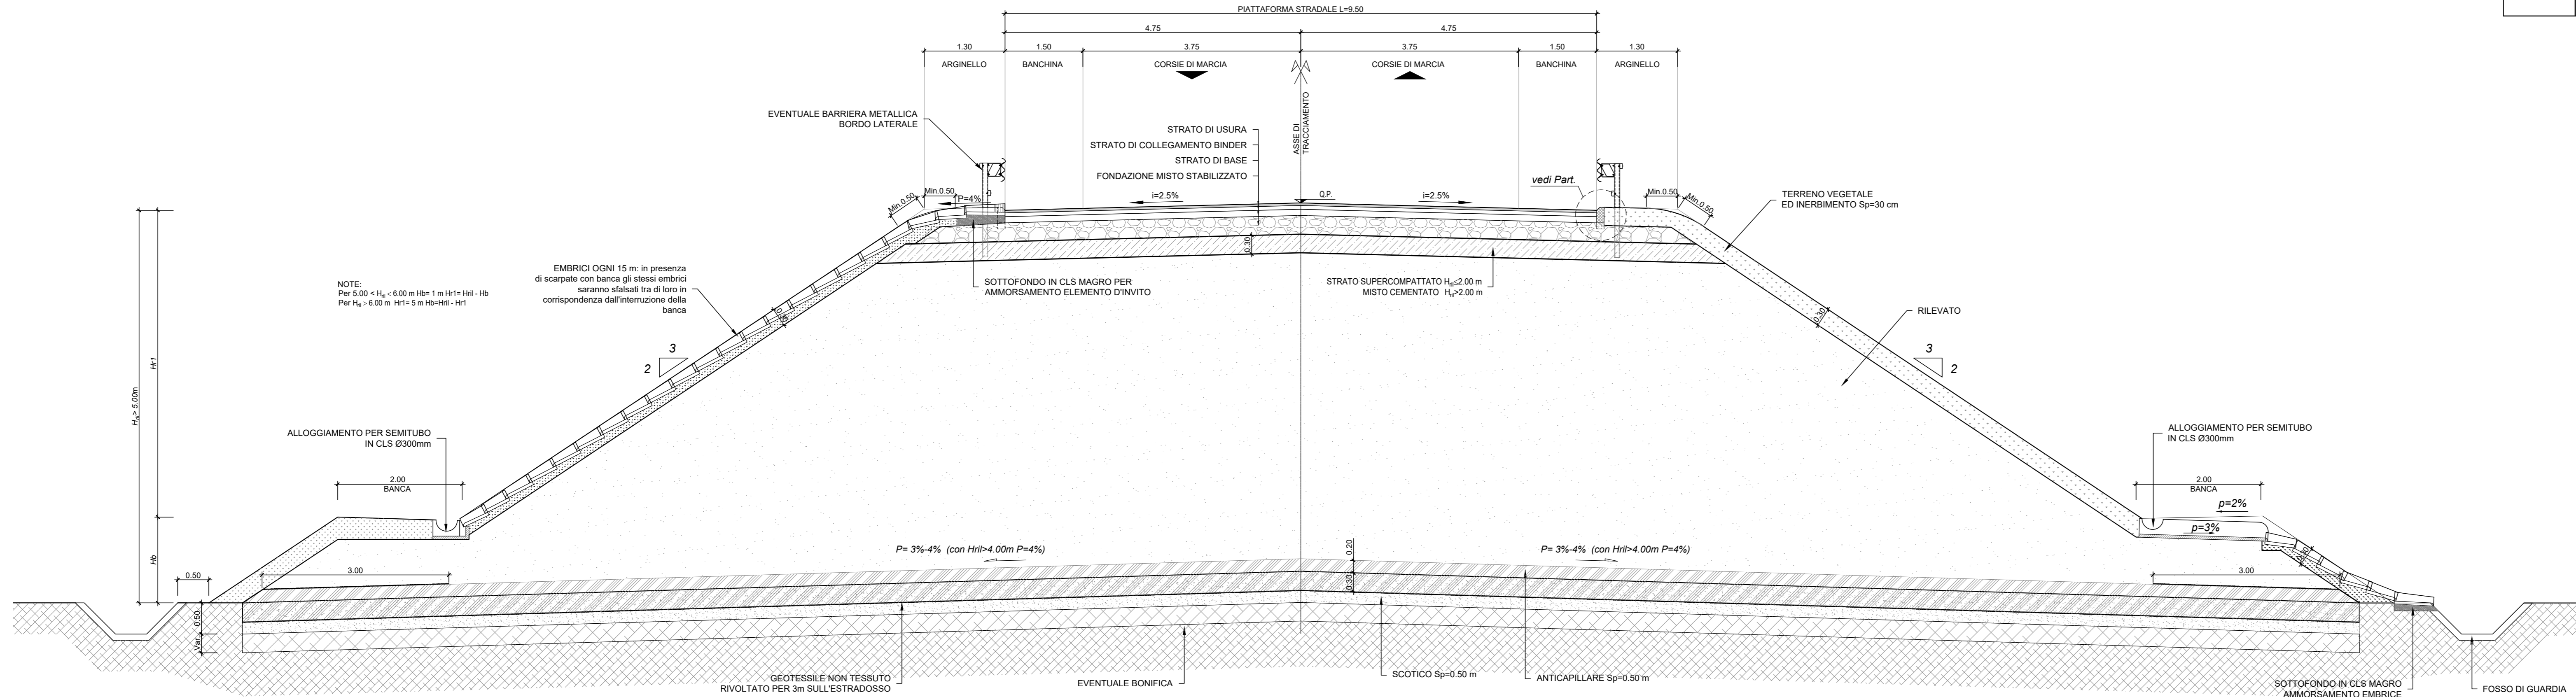 PIATTAFORMA STRADALE L=9.50
4.75
4.75
1.30
1.50
3.75
3.75
1.50
1.30
ARGINELLO
BANCHINA
CORSIE DI MARCIA
CORSIE DI MARCIA
BANCHINA
ARGINELLO
ASSE DI
TRACCIAMENTO
EVENTUALE BARRIERA METALLICA
BORDO LATERALE
STRATO DI USURA
STRATO DI COLLEGAMENTO BINDER
STRATO DI BASE
FONDAZIONE MISTO STABILIZZATO
vedi Part.
Min.0.50
Min.0.50
P=4%
i=2.5%
Q.P.
i=2.5%
Min.0.50
Min.0.50
TERRENO VEGETALE
ED INERBIMENTO Sp=30 cm
0.30
NOTE:
Per 5.00 < Hril < 6.00 m Hb= 1 m Hr1= Hril - Hb
Per Hril > 6.00 m Hr1= 5 m Hb=Hril - Hr1
EMBRICI OGNI 15 m: in presenza
di scarpate con banca gli stessi embrici
saranno sfalsati tra di loro in
corrispondenza dall'interruzione della
banca
SOTTOFONDO IN CLS MAGRO PER
AMMORSAMENTO ELEMENTO D'INVITO
STRATO SUPERCOMPATTATO Hril≤2.00 m
MISTO CEMENTATO Hril>2.00 m
0.30
RILEVATO
3
2
3
2
Hril> 5.00m
Hr1
Hb
ALLOGGIAMENTO PER SEMITUBO
IN CLS Ø300mm
2.00
BANCA
ALLOGGIAMENTO PER SEMITUBO
IN CLS Ø300mm
2.00
BANCA
p=2%
p=3%
P= 3%-4% (con Hril>4.00m P=4%)
0.20
0.30
P= 3%-4% (con Hril>4.00m P=4%)
0.50
3.00
3.00
0.50
Var.
GEOTESSILE NON TESSUTO
RIVOLTATO PER 3m SULL'ESTRADOSSO
EVENTUALE BONIFICA
SCOTICO Sp=0.50 m
ANTICAPILLARE Sp=0.50 m
SOTTOFONDO IN CLS MAGRO
AMMORSAMENTO EMBRICE
FOSSO DI GUARDIA